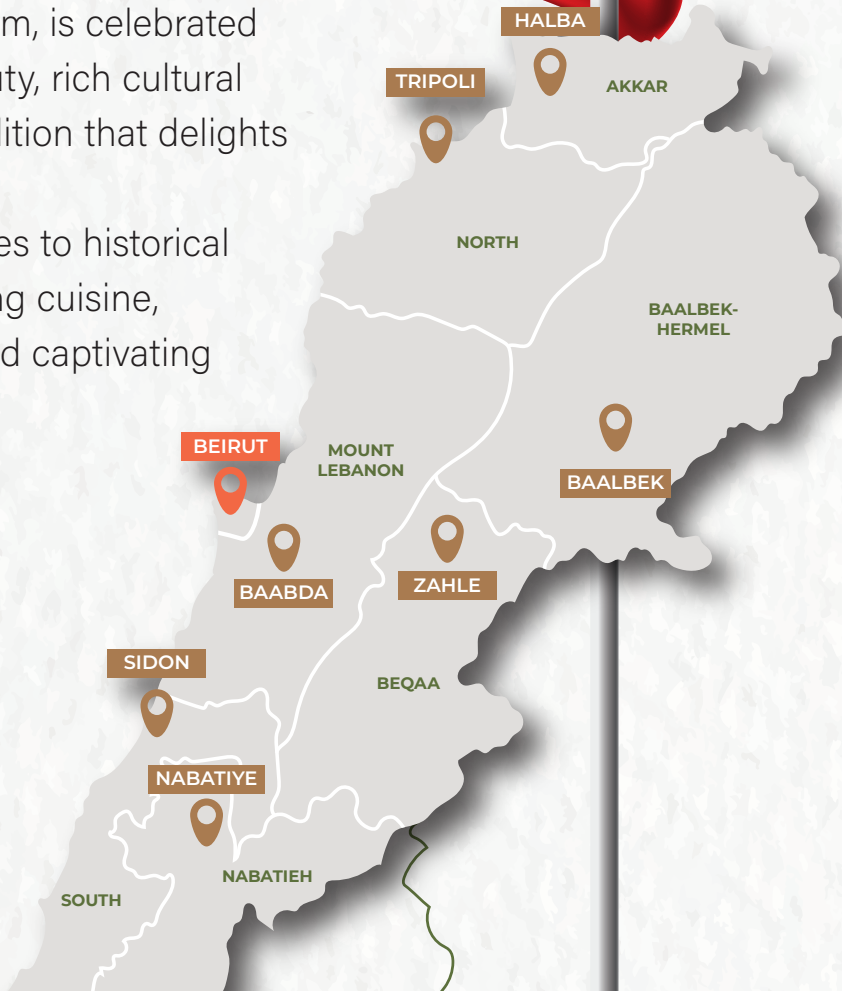 m, is celebrated
ty, rich cultural
ition that delights
es to historical
g cuisine,
d captivating
HALBA
TRIPOLI
AKKAR
NORTH
BAALBEK-
HERMEL
BEIRUT
MOUNT
LEBANON
BAALBEK
BAABDA
ZAHLE
SIDON
BEQAA
NABATIYE
NABATIEH
SOUTH